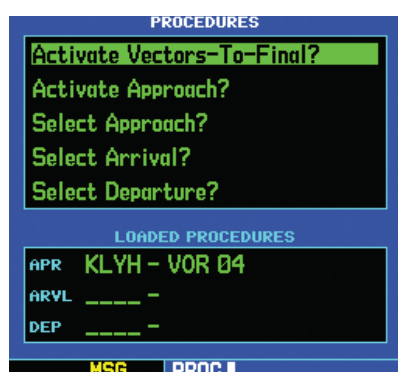 PROCEDURES
Activate Vectors-To-Final?
Activate Approach?
Select Approach?
Select Arrival?
Select Departure?
LOADED PROCEDURES
APR KLYH - VOR 04
ARVL ____ -
DEP ____ -
MSG PROC